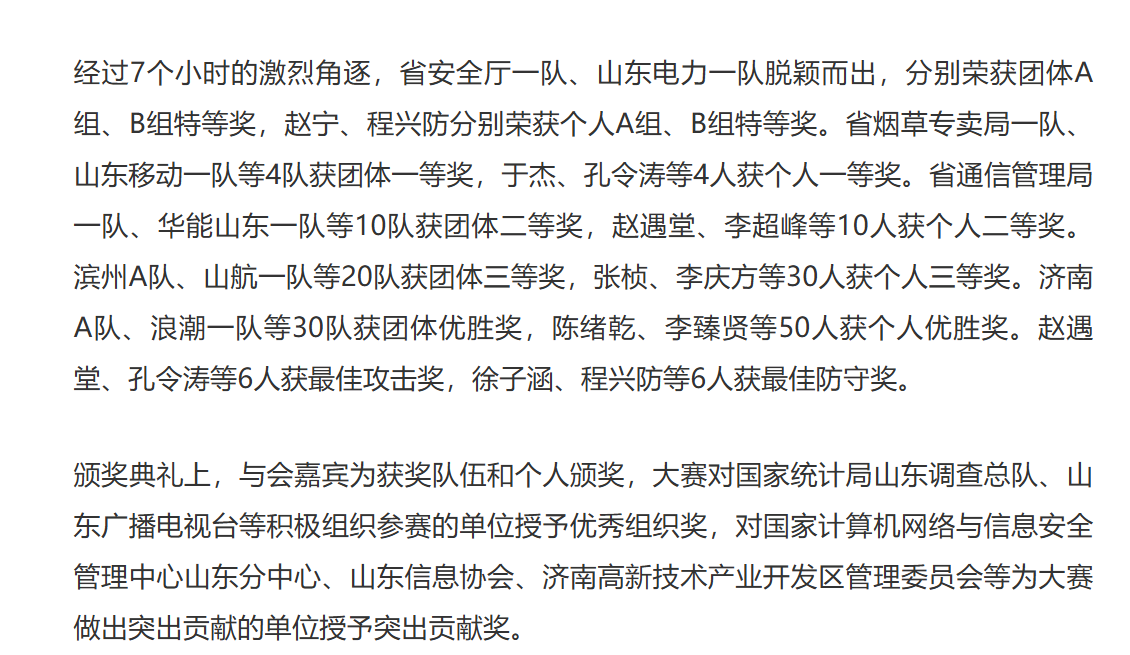 经过7个小时的激烈角逐，省安全厅一队、山东电力一队脱颖而出，分别荣获团体A
组、B组特等奖，赵宁、程兴防分别荣获个人A组、B组特等奖。省烟草专卖局一队、
山东移动一队等4队获团体一等奖，于杰、孔令涛等4人获个人一等奖。省通信管理局
一队、华能山东一队等10队获团体二等奖，赵遇堂、李超峰等10人获个人二等奖。
滨州A队、山航一队等20队获团体三等奖，张桢、李庆方等30人获个人三等奖。济南
A队、浪潮一队等30队获团体优胜奖，陈绪乾、李臻贤等50人获个人优胜奖。赵遇
堂、孔令涛等6人获最佳攻击奖，徐子涵、程兴防等6人获最佳防守奖。
颁奖典礼上，与会嘉宾为获奖队伍和个人颁奖，大赛对国家统计局山东调查总队、山
东广播电视台等积极组织参赛的单位授予优秀组织奖，对国家计算机网络与信息安全
管理中心山东分中心、山东信息协会、济南高新技术产业开发区管理委员会等为大赛
做出突出贡献的单位授予突出贡献奖。